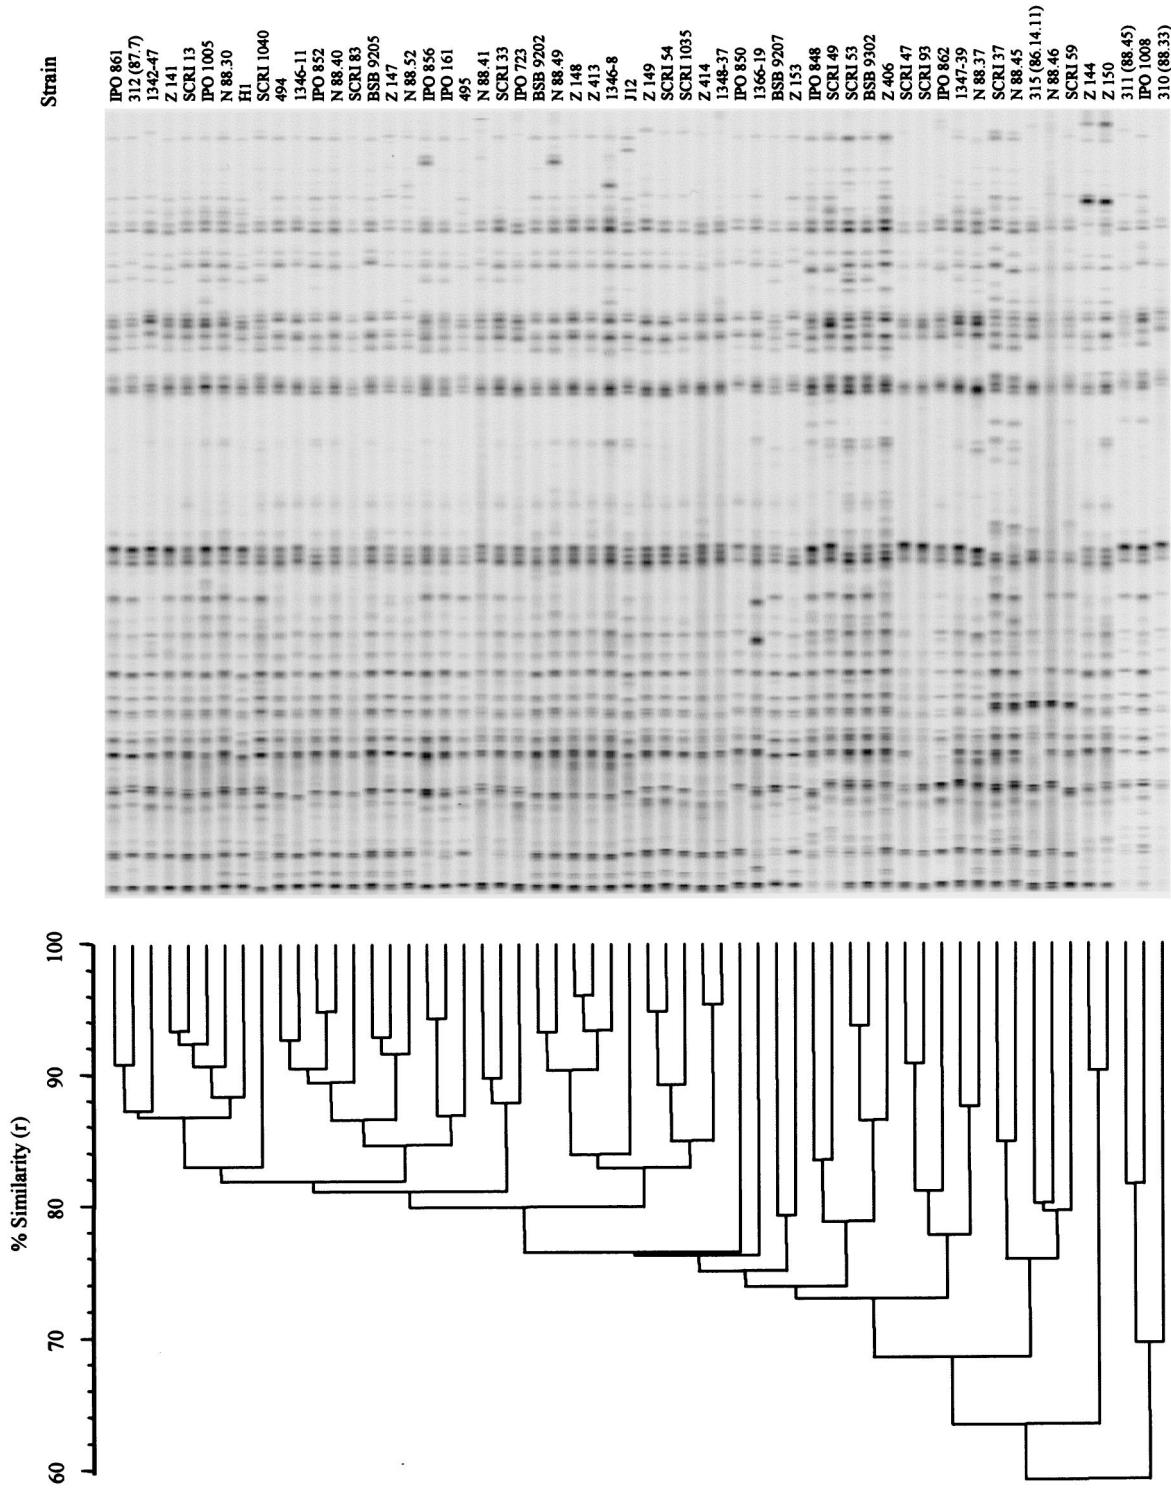 Strain
IPO 861
312 (87.7)
1342-47
Z 141
SCRI 13
IPO 1005
N 88.30
H1
SCRI 1040
494
1346-11
IPO 852
N 88.40
SCRI 83
BSB 9205
Z 147
N 88.52
IPO 856
IPO 161
495
N 88.41
SCRI 33
IPO 723
BSB 9202
N 88.49
Z 148
Z 413
1346-8
J12
Z 149
SCRI 54
SCRI 1035
Z 414
1348-37
IPO 850
1366-19
BSB 9207
Z 153
IPO 848
SCRI 49
SCRI 53
BSB 9302
Z 406
SCRI 47
SCRI 93
IPO 862
1347-39
N 88.37
SCRI 37
N 88.45
315 (86.14.11)
N 88.46
SCRI 59
Z 144
Z 150
311 (88.45)
IPO 1008
310 (88.33)
% Similarity (r)
100
90
80
70
60